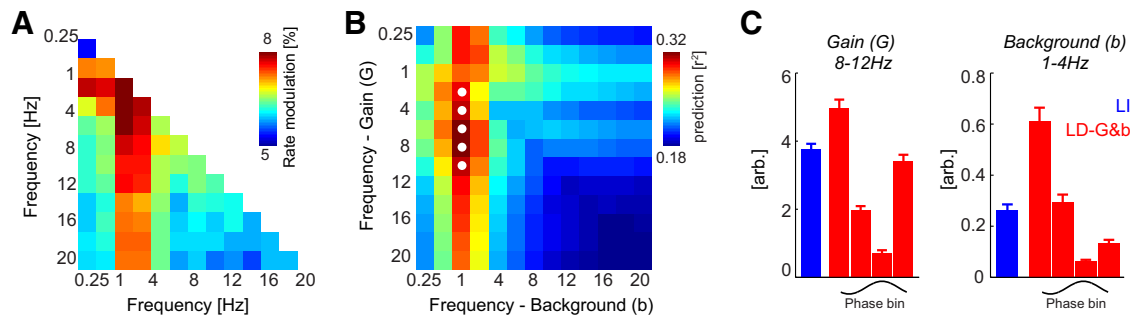 A
0.25
1
4
8
12
16
20
Frequency [Hz]
0.25
1
4
8
12
16
20
Frequency [Hz]
8
5
Rate modulation [%]
B
0.25
1
4
8
12
16
20
Frequency - Gain (G)
0.25
1
4
8
12
16
20
Frequency - Background (b)
0.32
0.18
prediction [r²]
C
Gain (G)
8-12Hz
6
4
2
0
[arb.]
Phase bin
Background (b)
1-4Hz
0.8
0.6
0.4
0.2
0
[arb.]
LI
LD-G&b
Phase bin